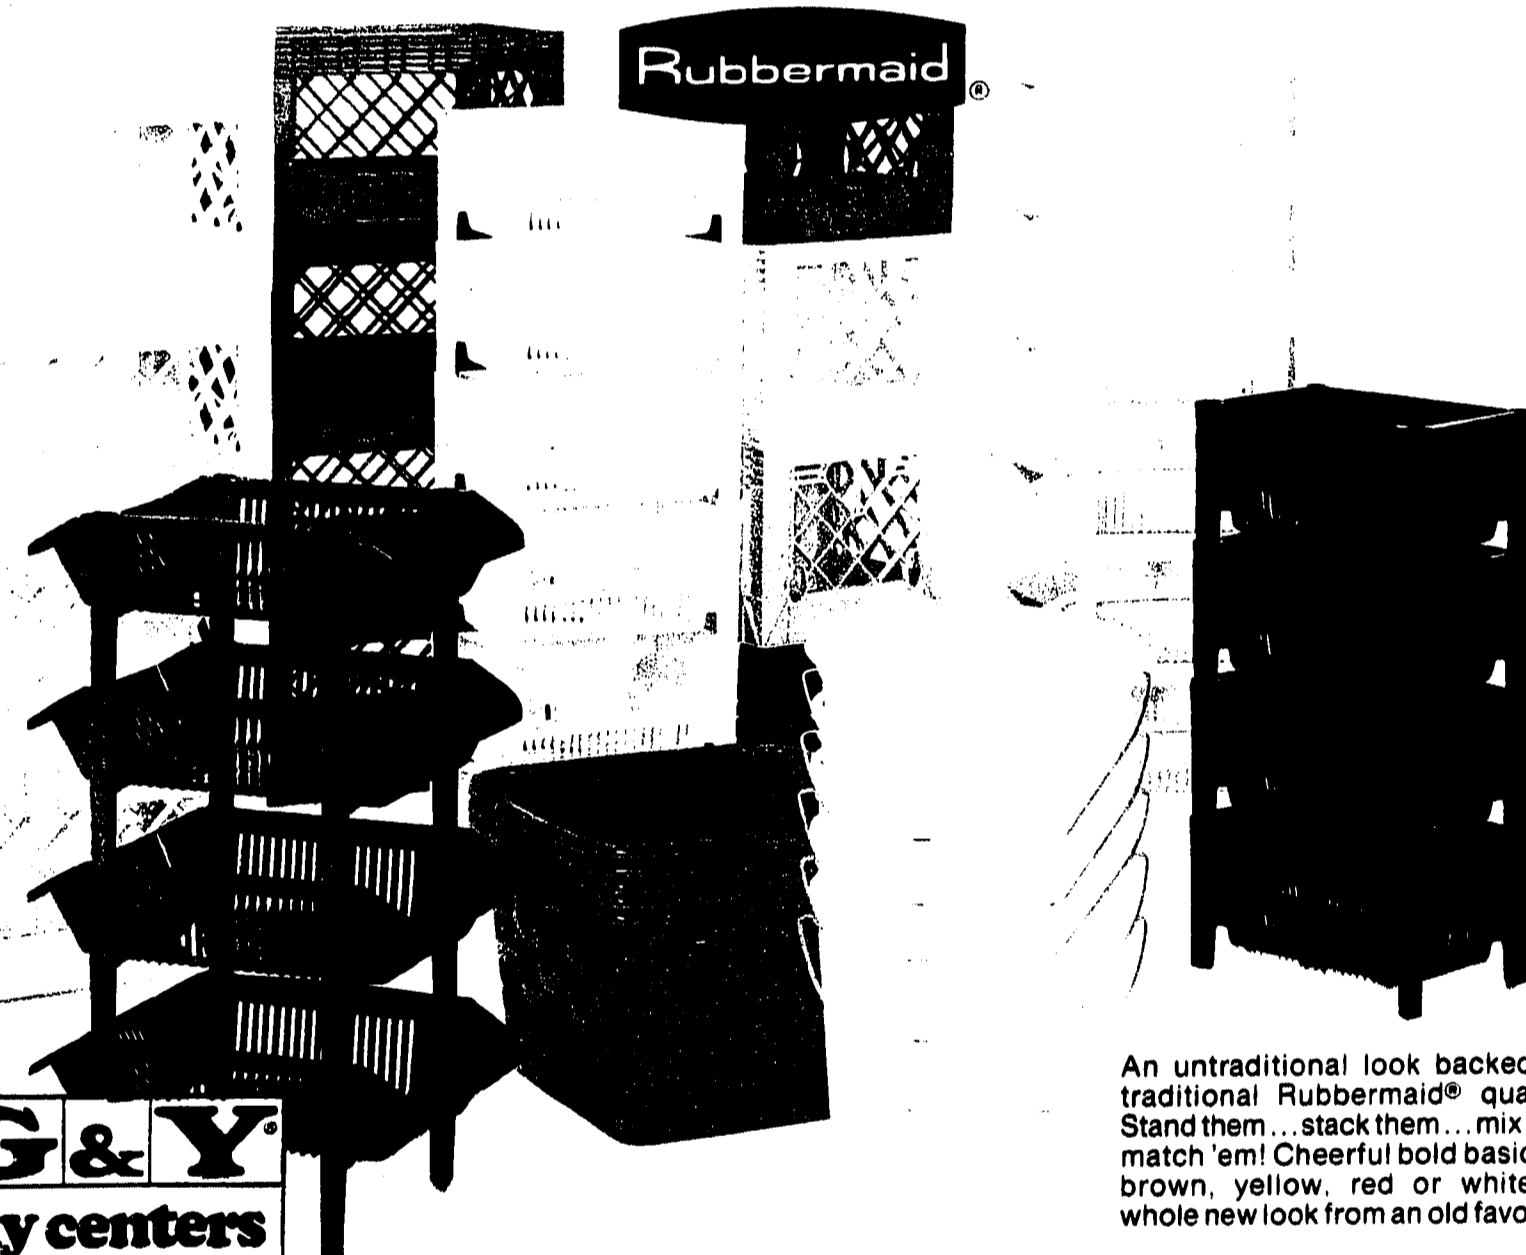 Rubbermaid®
An untraditional look backed
traditional Rubbermaid® qua
Stand them...stack them...mix
match 'em! Cheerful bold basic
brown, yellow, red or white
whole new look from an old favo
G&Y®
y centers